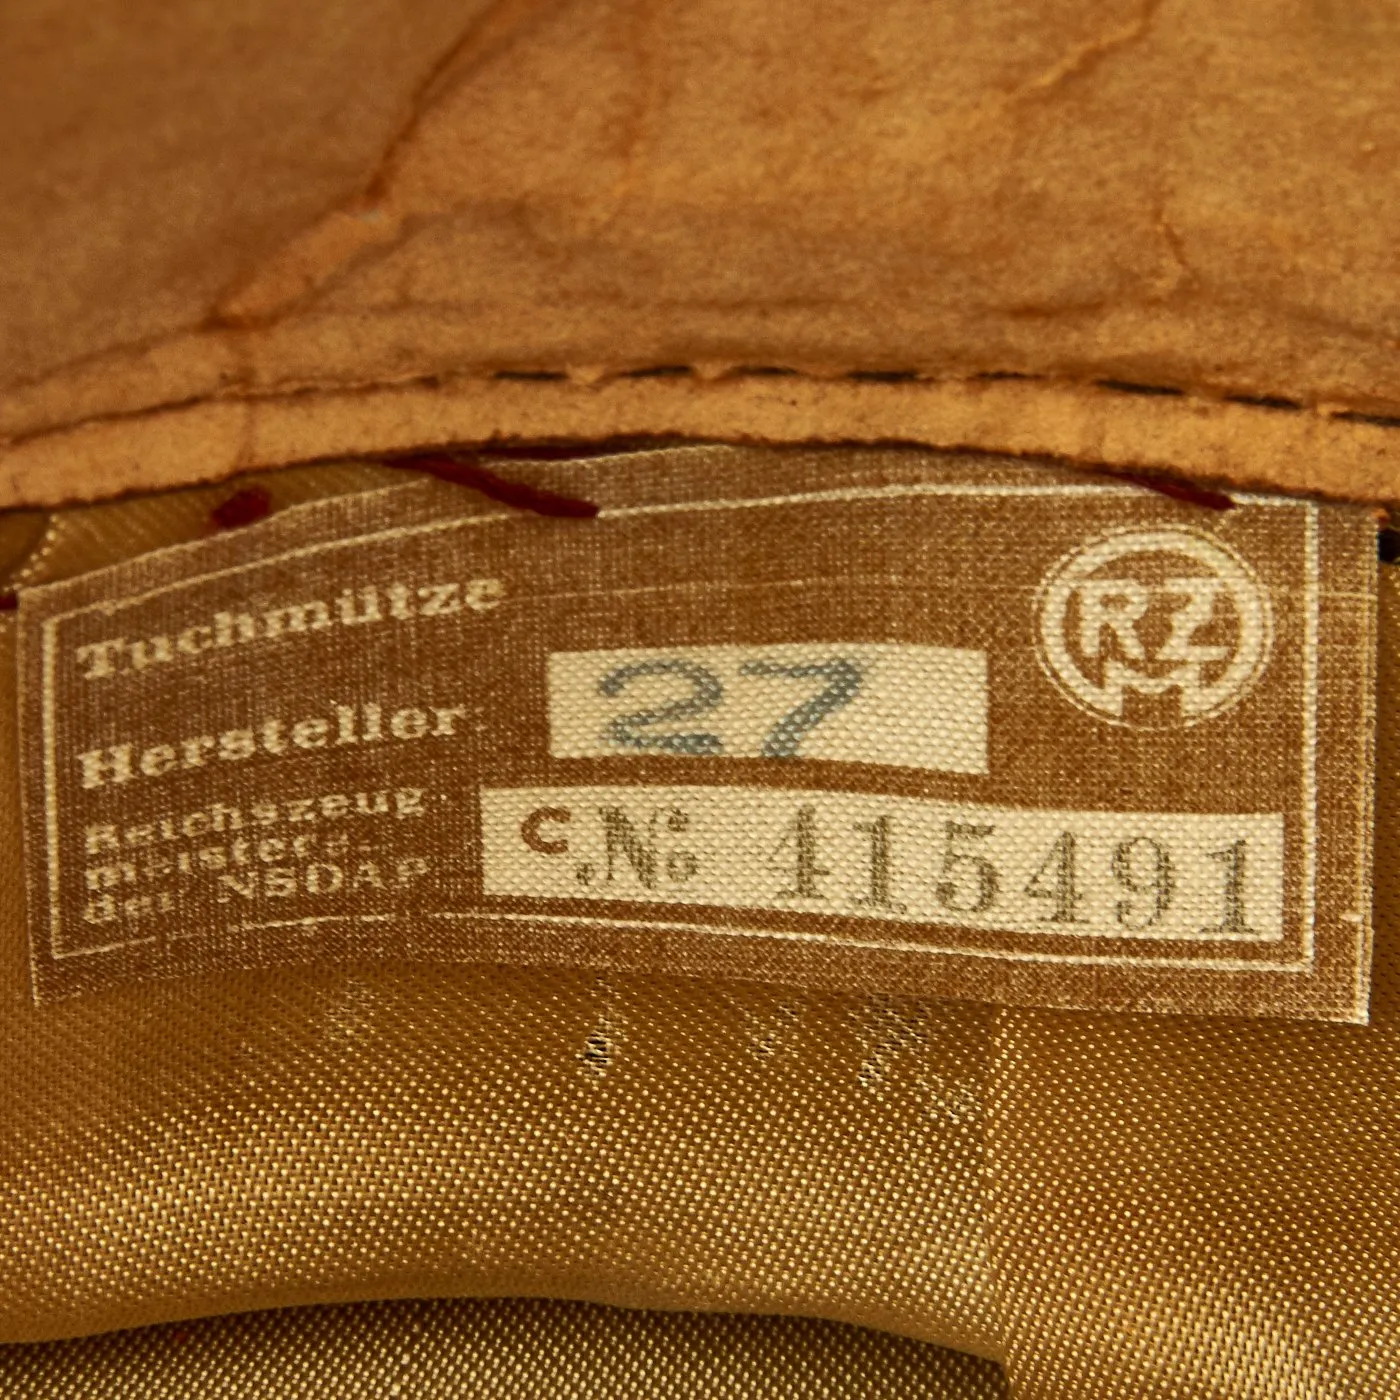 Tuchmütze
RZM
Hersteller 27
Reichszeug-
meister:
der NSDAP
C No 415491